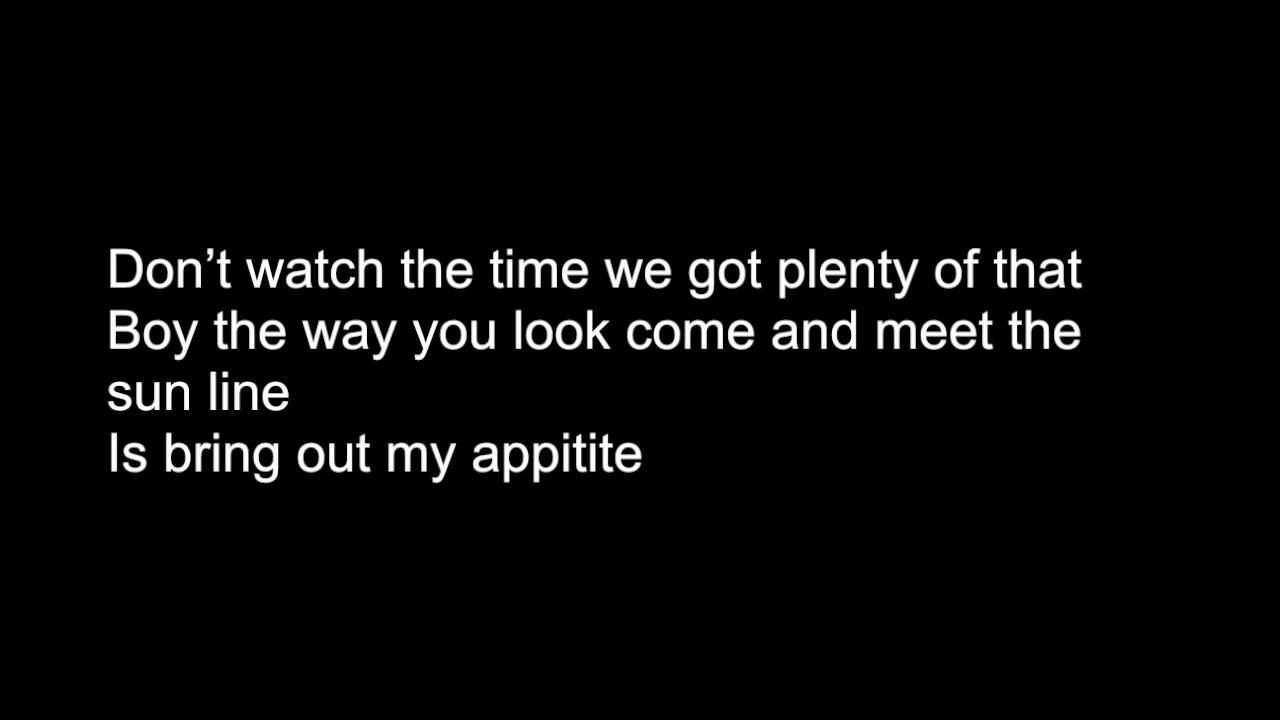 Don’t watch the time we got plenty of that
Boy the way you look come and meet the
sun line
Is bring out my appitite